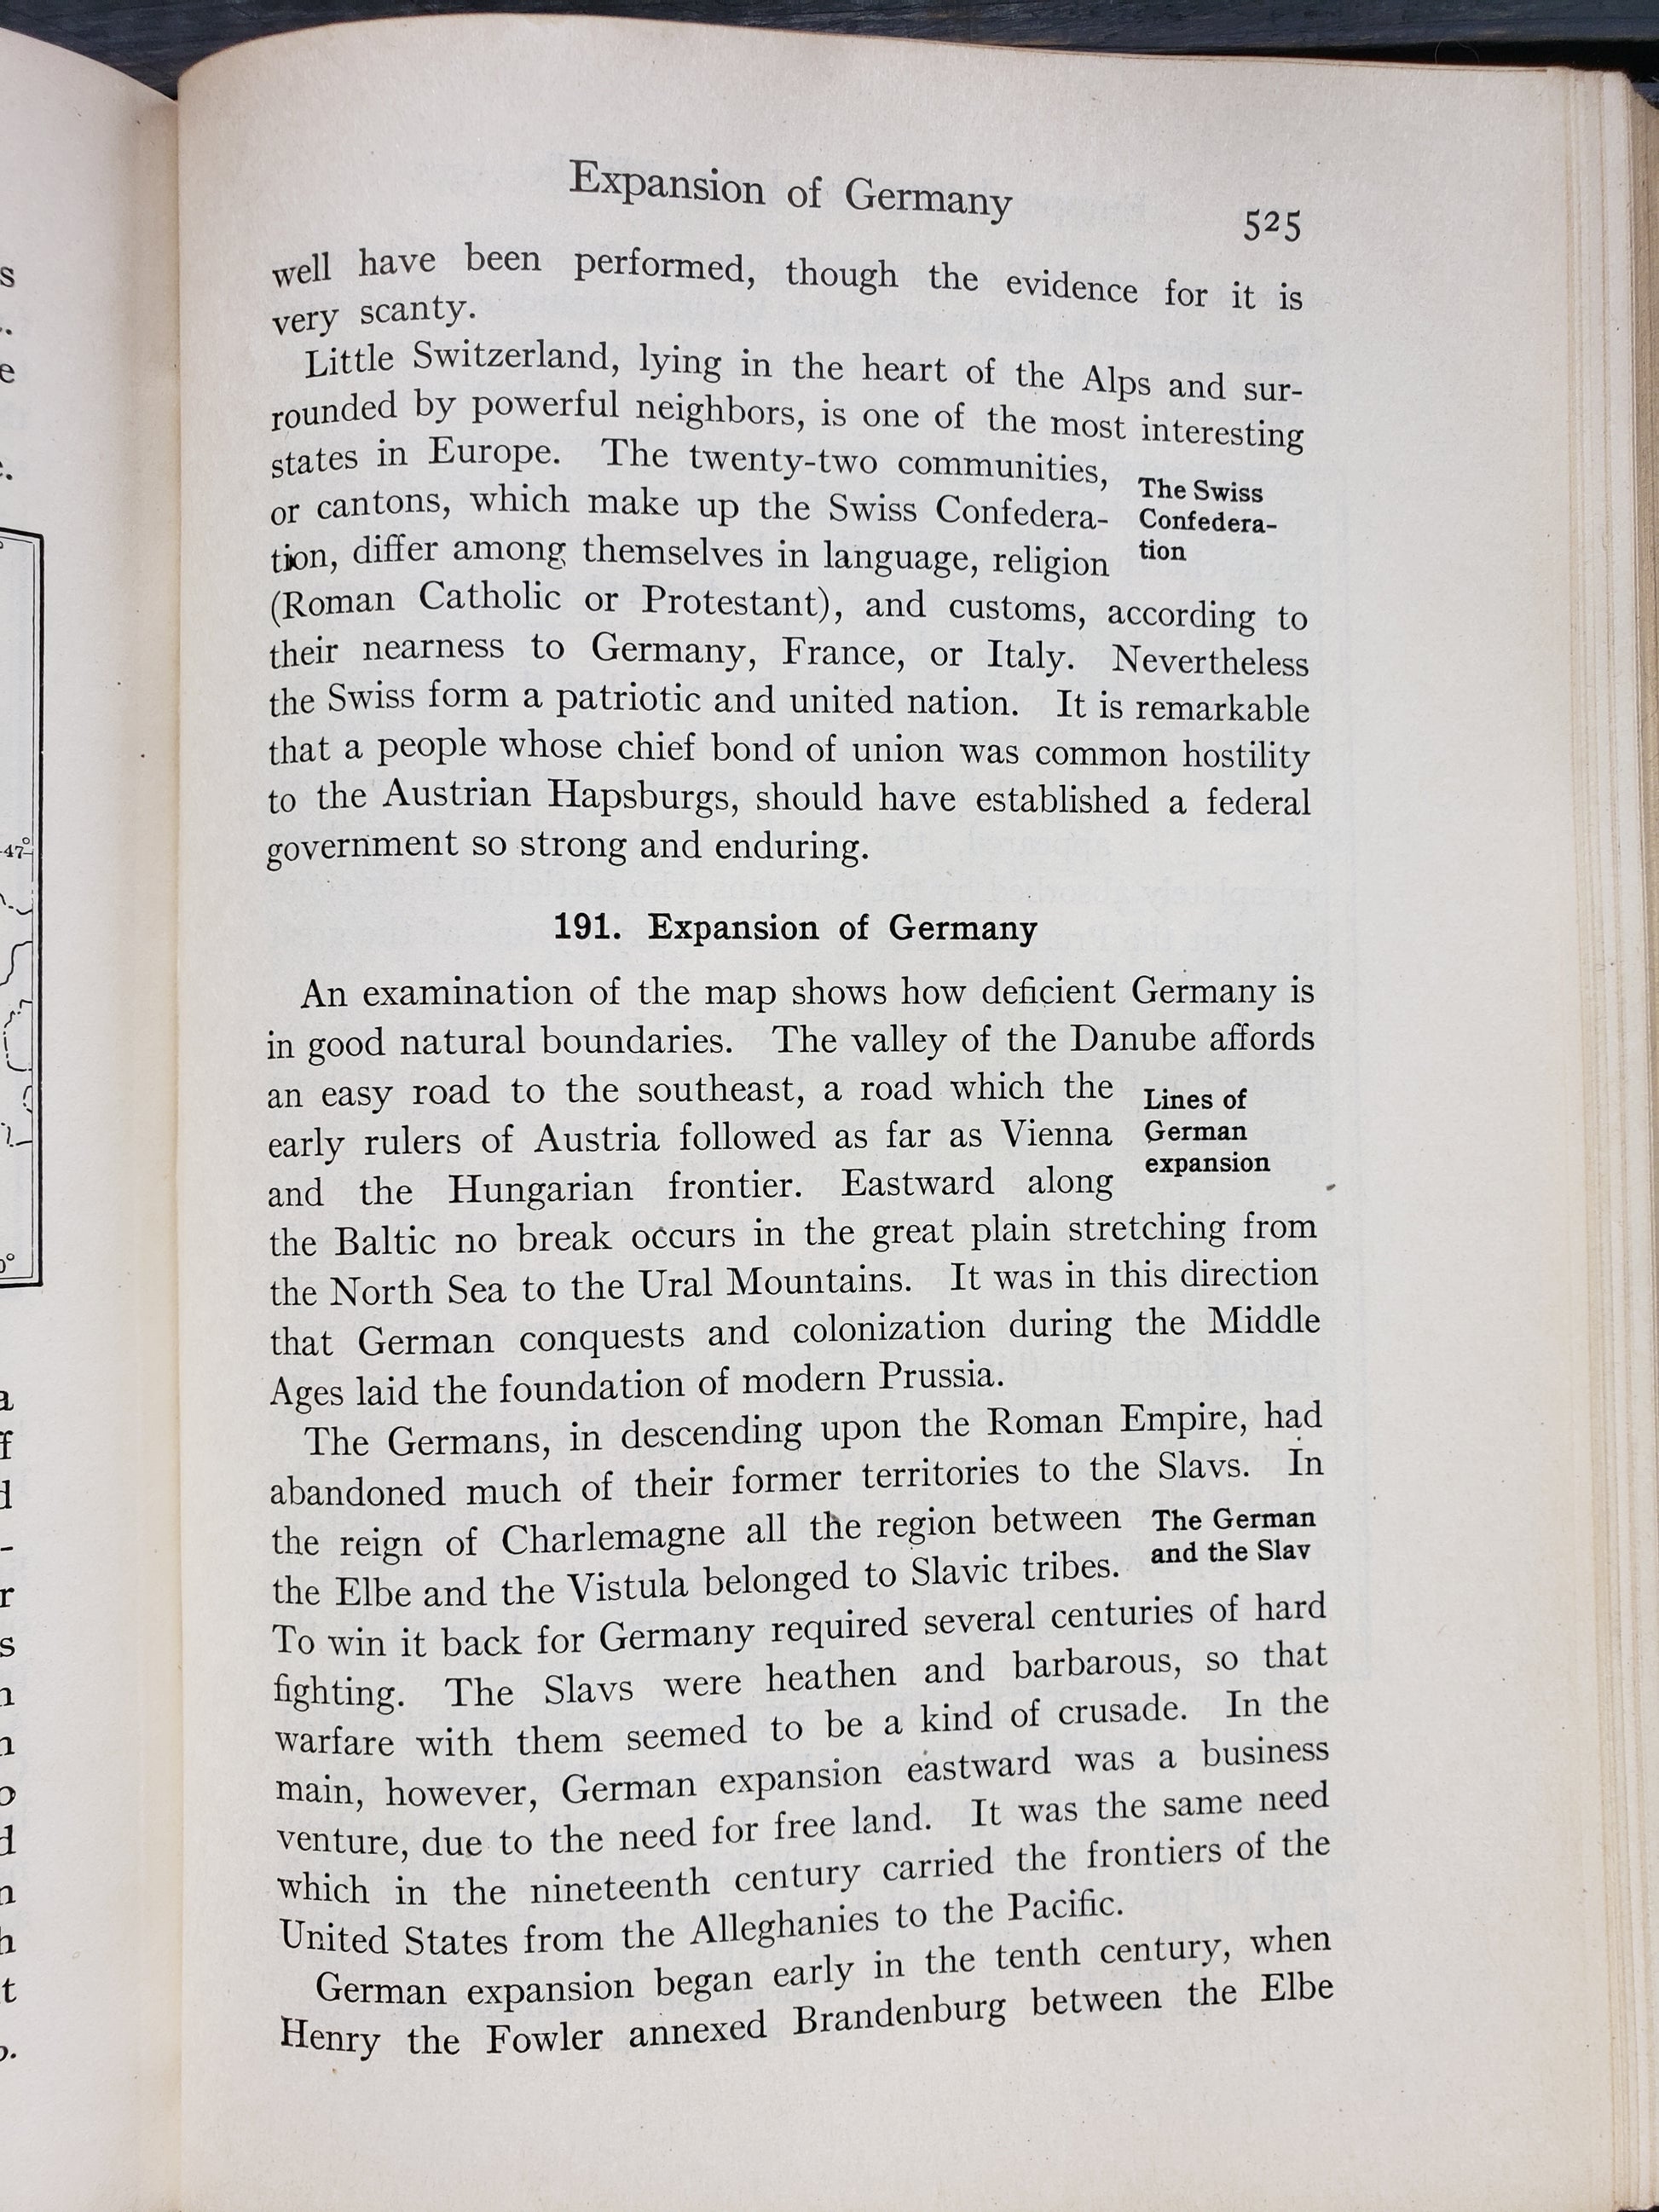 Expansion of Germany
525
well have been performed, though the evidence for it is
very scanty.
Little Switzerland, lying in the heart of the Alps and sur-
rounded by powerful neighbors, is one of the most interesting
states in Europe. The twenty-two communities,
or cantons, which make up the Swiss Confedera-
tion, differ among themselves in language, religion
The Swiss
Confedera-
tion
(Roman Catholic or Protestant), and customs, according to
their nearness to Germany, France, or Italy. Nevertheless
the Swiss form a patriotic and united nation. It is remarkable
that a people whose chief bond of union was common hostility
to the Austrian Hapsburgs, should have established a federal
government so strong and enduring.
191. Expansion of Germany
An examination of the map shows how deficient Germany is
in good natural boundaries. The valley of the Danube affords
an easy road to the southeast, a road which the
early rulers of Austria followed as far as Vienna
and the Hungarian frontier. Eastward along
Lines of
German
expansion
the Baltic no break occurs in the great plain stretching from
the North Sea to the Ural Mountains. It was in this direction
that German conquests and colonization during the Middle
Ages laid the foundation of modern Prussia.
The Germans, in descending upon the Roman Empire, had
abandoned much of their former territories to the Slavs. In
the reign of Charlemagne all the region between
the Elbe and the Vistula belonged to Slavic tribes.
The German
and the Slav
To win it back for Germany required several centuries of hard
fighting. The Slavs were heathen and barbarous, so that
warfare with them seemed to be a kind of crusade. In the
main, however, German expansion eastward was a business
venture, due to the need for free land. It was the same need
which in the nineteenth century carried the frontiers of the
United States from the Alleghanies to the Pacific.
German expansion began early in the tenth century, when
Henry the Fowler annexed Brandenburg between the Elbe